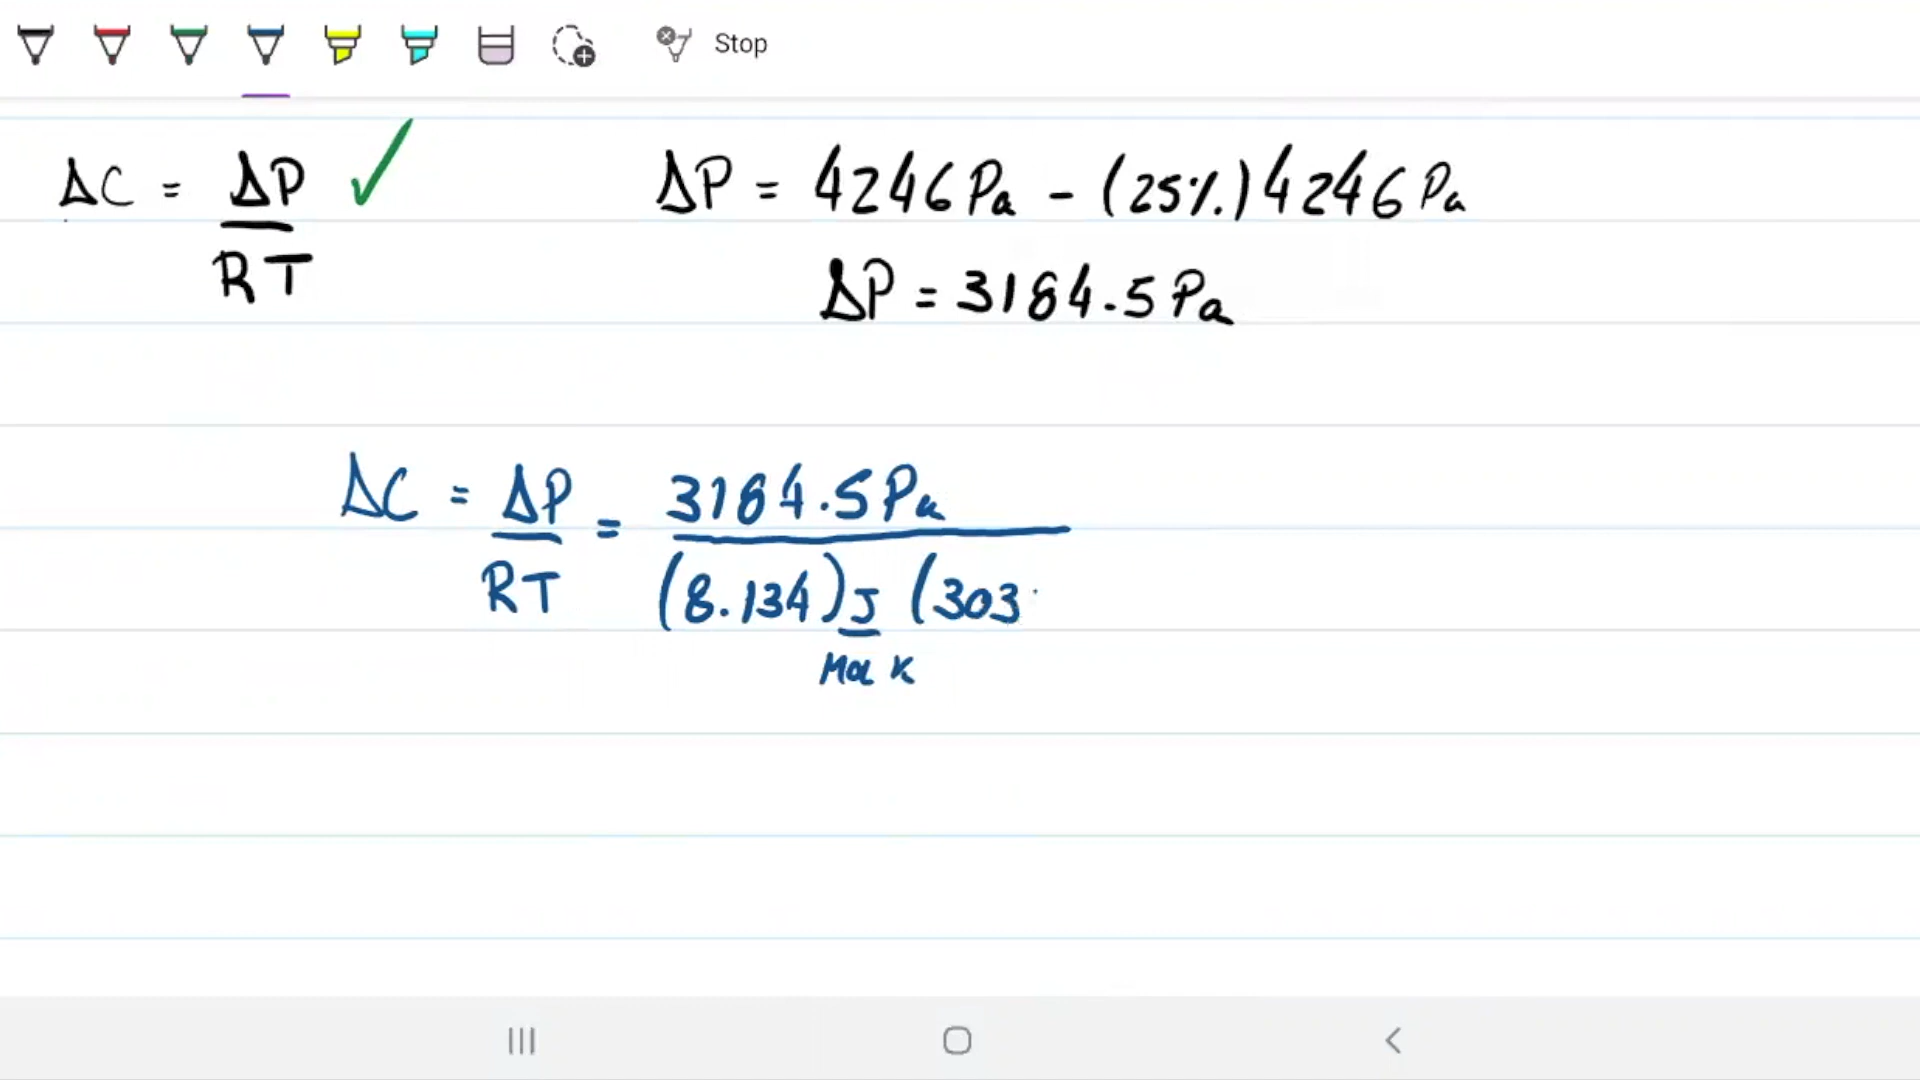 Stop
ΔC = ΔP / RT ✓
ΔP = 4246 Pa - (25%) 4246 Pa
ΔP = 3184.5 Pa
ΔC = ΔP / RT = 3184.5 Pa / (8.134) J / Mol K (303